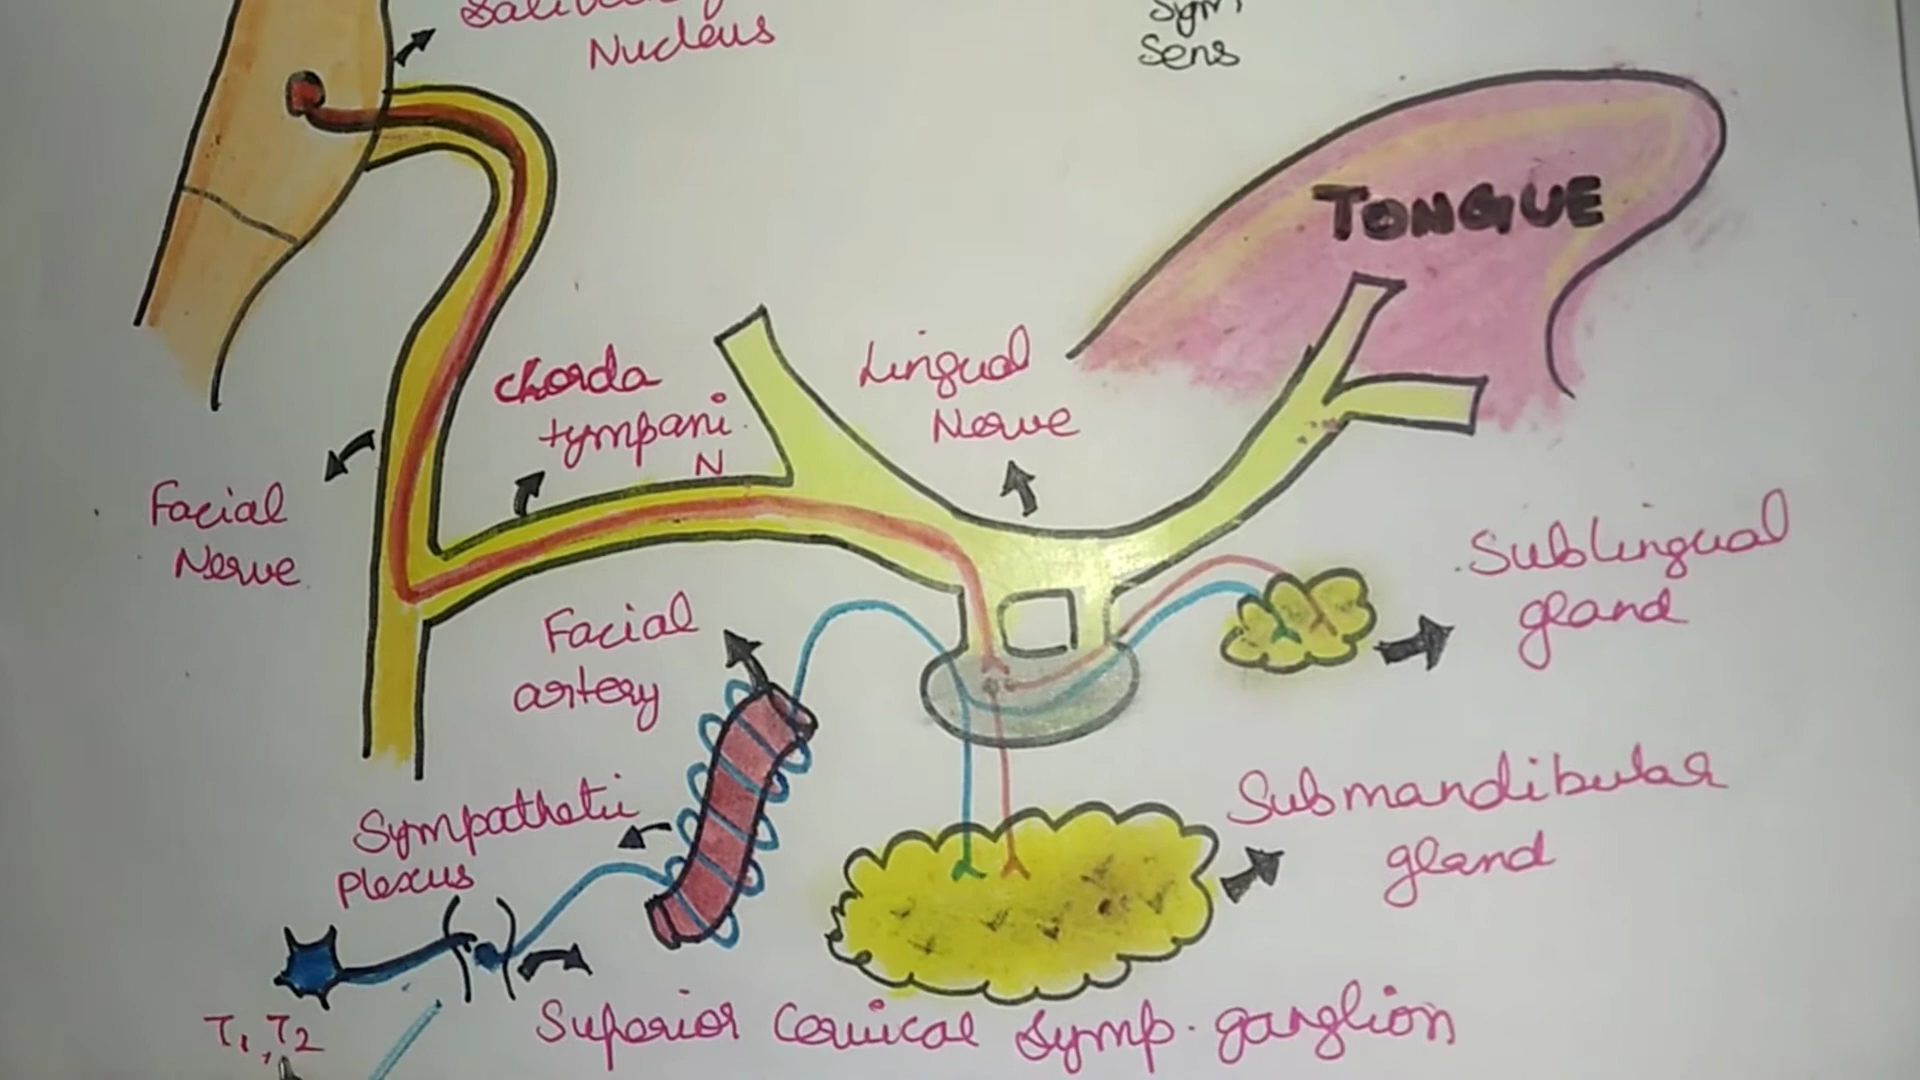 Nucleus
Sym
Sens
TONGUE
Chorda
tympani
N
Lingual
Nerve
Facial
Nerve
Sublingual
gland
Facial
artery
Sympathetic
plexus
Submandibular
gland
T1, T2
Superior Cervical Symp. ganglion